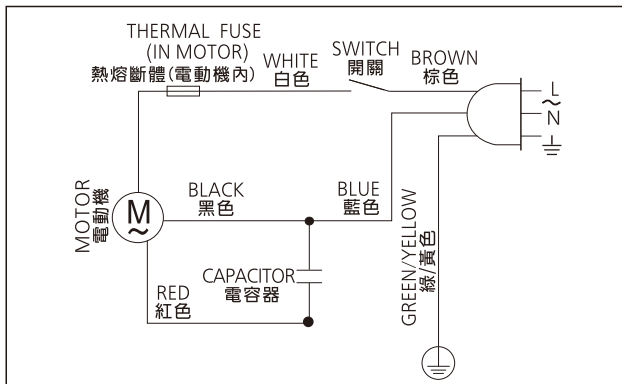 THERMAL FUSE
(IN MOTOR)
熱熔斷體(電動機內)
WHITE
白色
SWITCH
開關
BROWN
棕色
L
~
N
MOTOR
電動機
M
~
BLACK
黑色
BLUE
藍色
GREEN/YELLOW
綠/黃色
CAPACITOR
電容器
RED
紅色